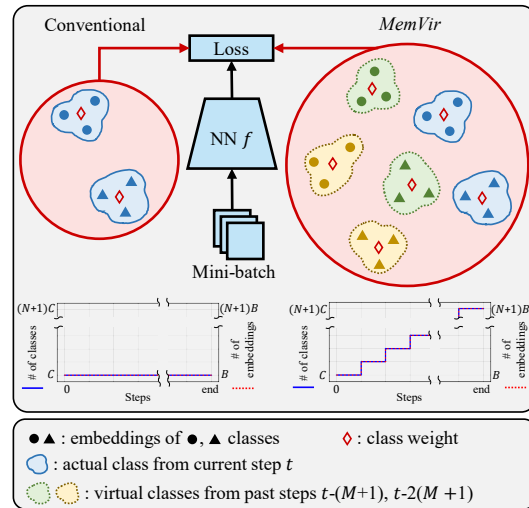 Conventional
MemVir
Loss
NN f
Mini-batch
(N+1)C
(N+1)B
# of classes
# of embeddings
C
B
0
end
Steps
(N+1)C
(N+1)B
# of classes
# of embeddings
C
B
0
end
Steps
: embeddings of ●, ▲ classes
: class weight
: actual class from current step t
: virtual classes from past steps t-(M+1), t-2(M +1)